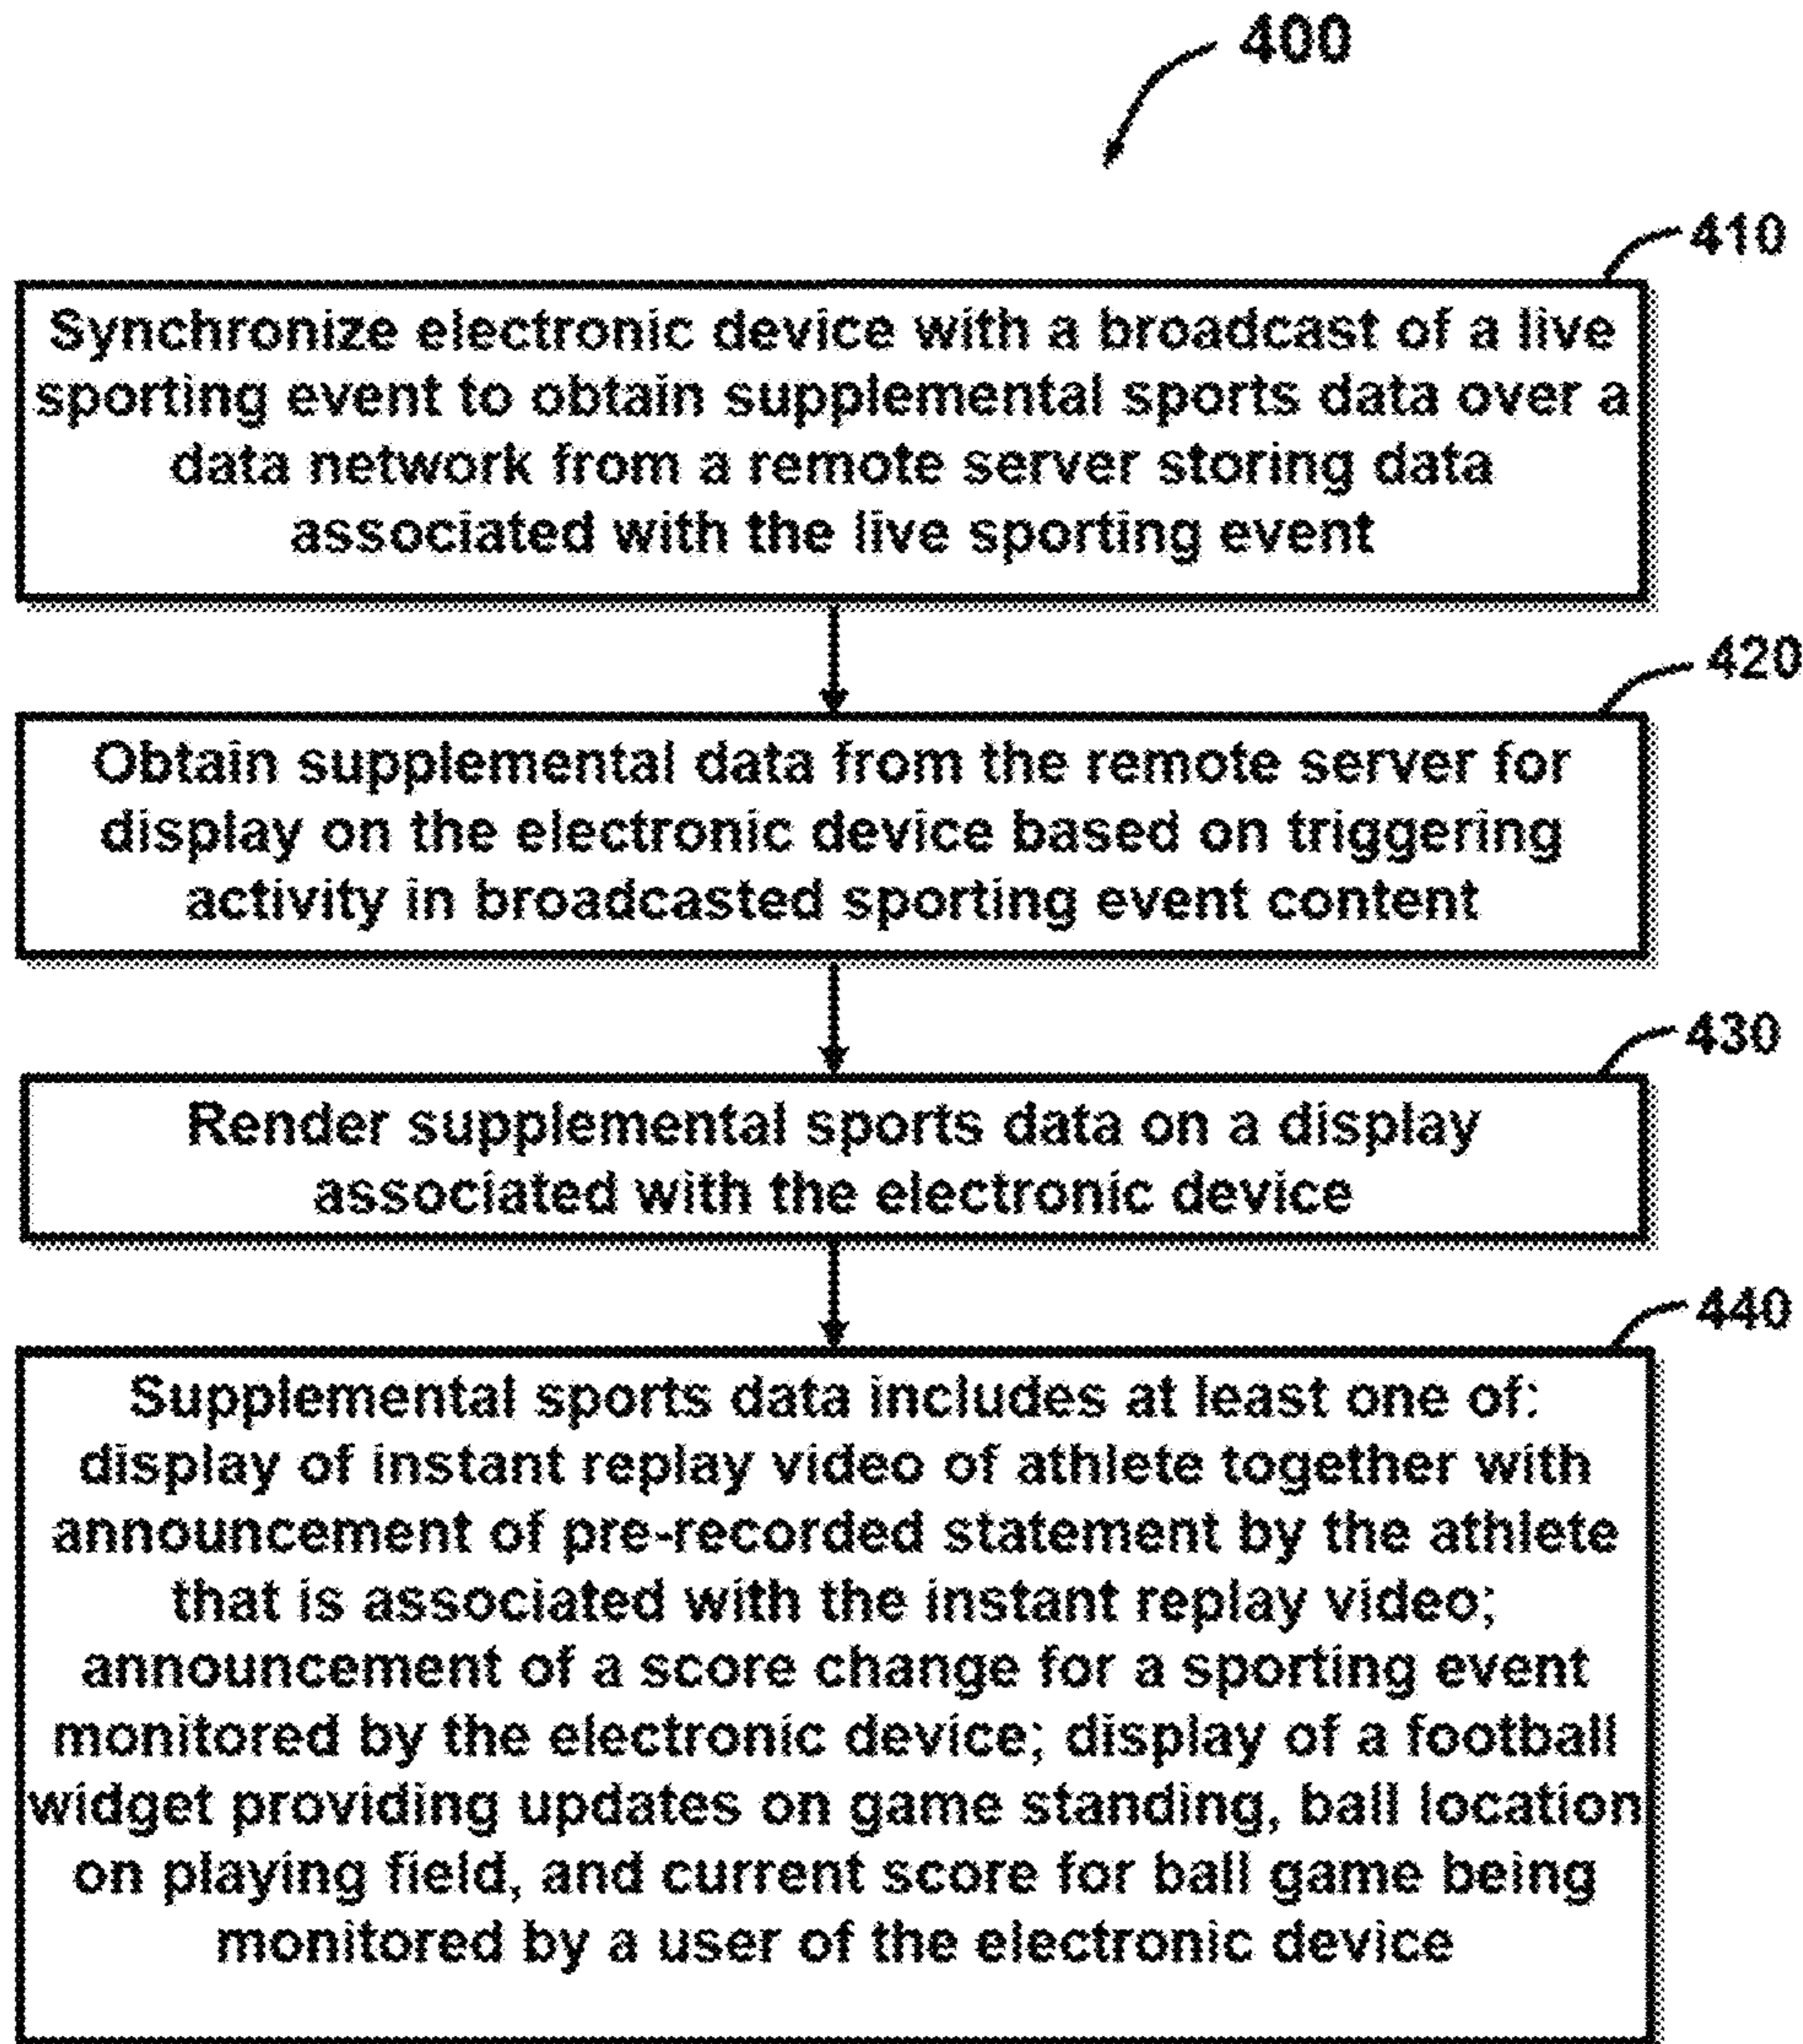 400
410
Synchronize electronic device with a broadcast of a live
sporting event to obtain supplemental sports data over a
data network from a remote server storing data
associated with the live sporting event
420
Obtain supplemental data from the remote server for
display on the electronic device based on triggering
activity in broadcasted sporting event content
430
Render supplemental sports data on a display
associated with the electronic device
440
Supplemental sports data includes at least one of:
display of instant replay video of athlete together with
announcement of pre-recorded statement by the athlete
that is associated with the instant replay video;
announcement of a score change for a sporting event
monitored by the electronic device; display of a football
widget providing updates on game standing, ball location
on playing field, and current score for ball game being
monitored by a user of the electronic device